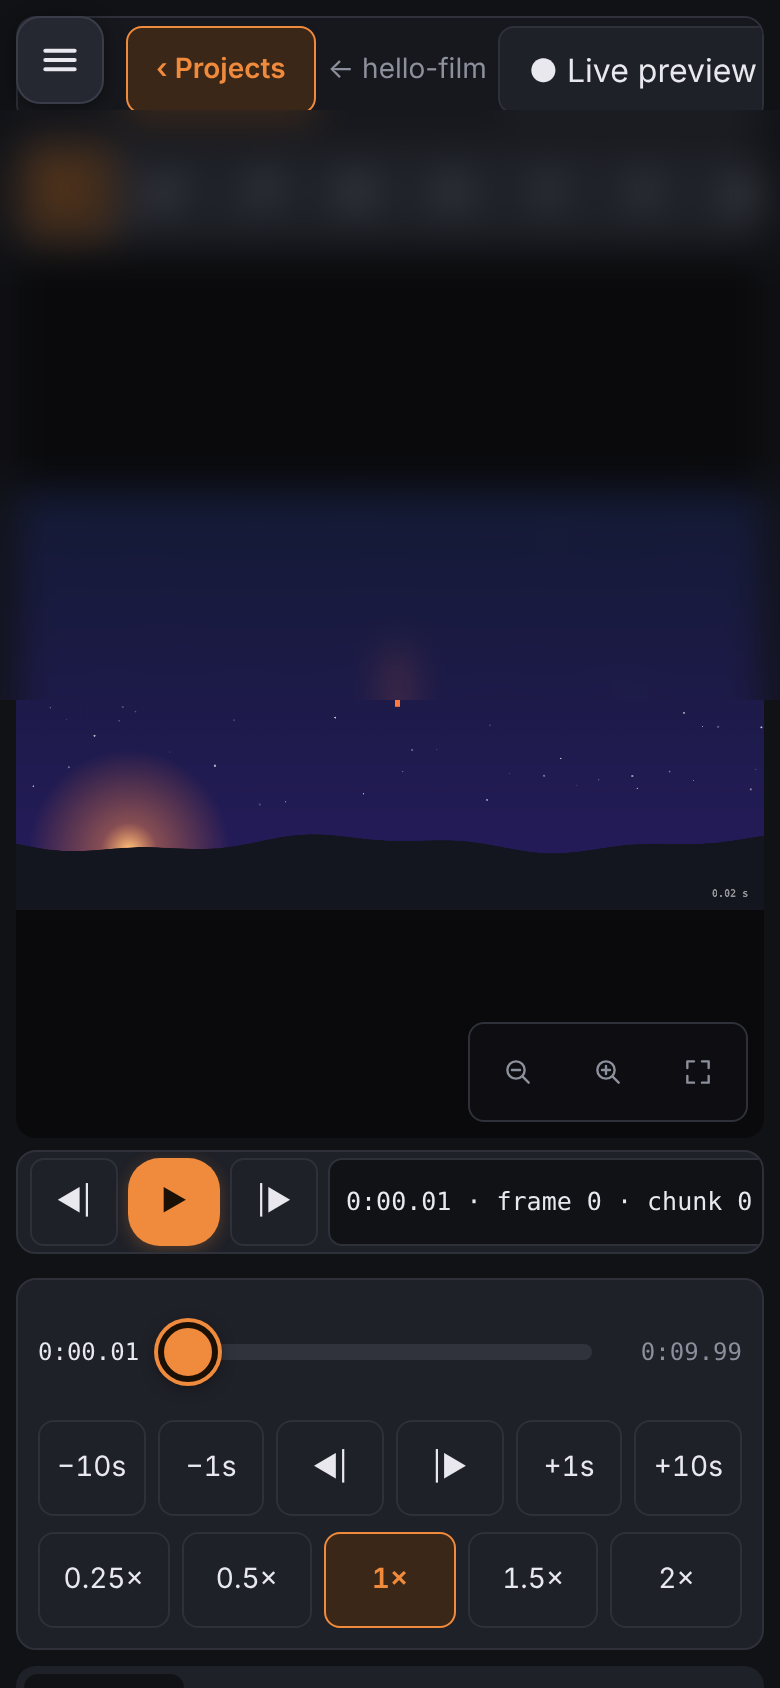 ‹ Projects ← hello-film ● Live preview
0.02 s
0:00.01 · frame 0 · chunk 0
0:00.01 0:09.99
−10s −1s +1s +10s
0.25× 0.5× 1× 1.5× 2×